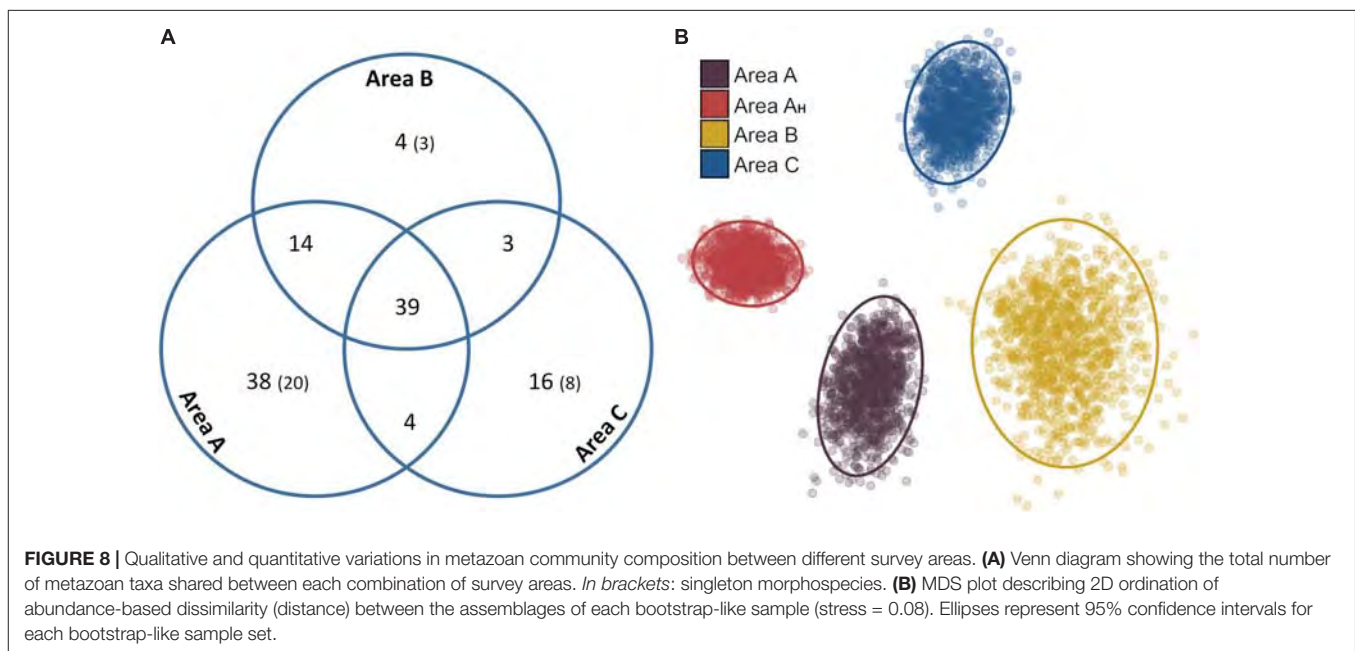 A
Area B
4 (3)
14
3
39
38 (20)
16 (8)
4
Area A
Area C
B
Area A
Area AH
Area B
Area C
FIGURE 8 | Qualitative and quantitative variations in metazoan community composition between different survey areas. (A) Venn diagram showing the total number
of metazoan taxa shared between each combination of survey areas. In brackets: singleton morphospecies. (B) MDS plot describing 2D ordination of
abundance-based dissimilarity (distance) between the assemblages of each bootstrap-like sample (stress = 0.08). Ellipses represent 95% confidence intervals for
each bootstrap-like sample set.